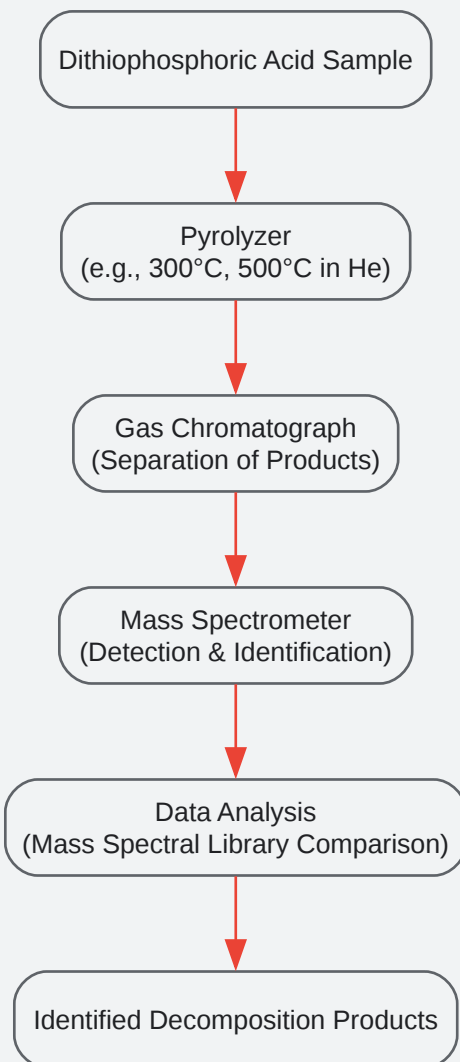 Dithiophosphoric Acid Sample
Pyrolyzer
(e.g., 300°C, 500°C in He)
Gas Chromatograph
(Separation of Products)
Mass Spectrometer
(Detection & Identification)
Data Analysis
(Mass Spectral Library Comparison)
Identified Decomposition Products